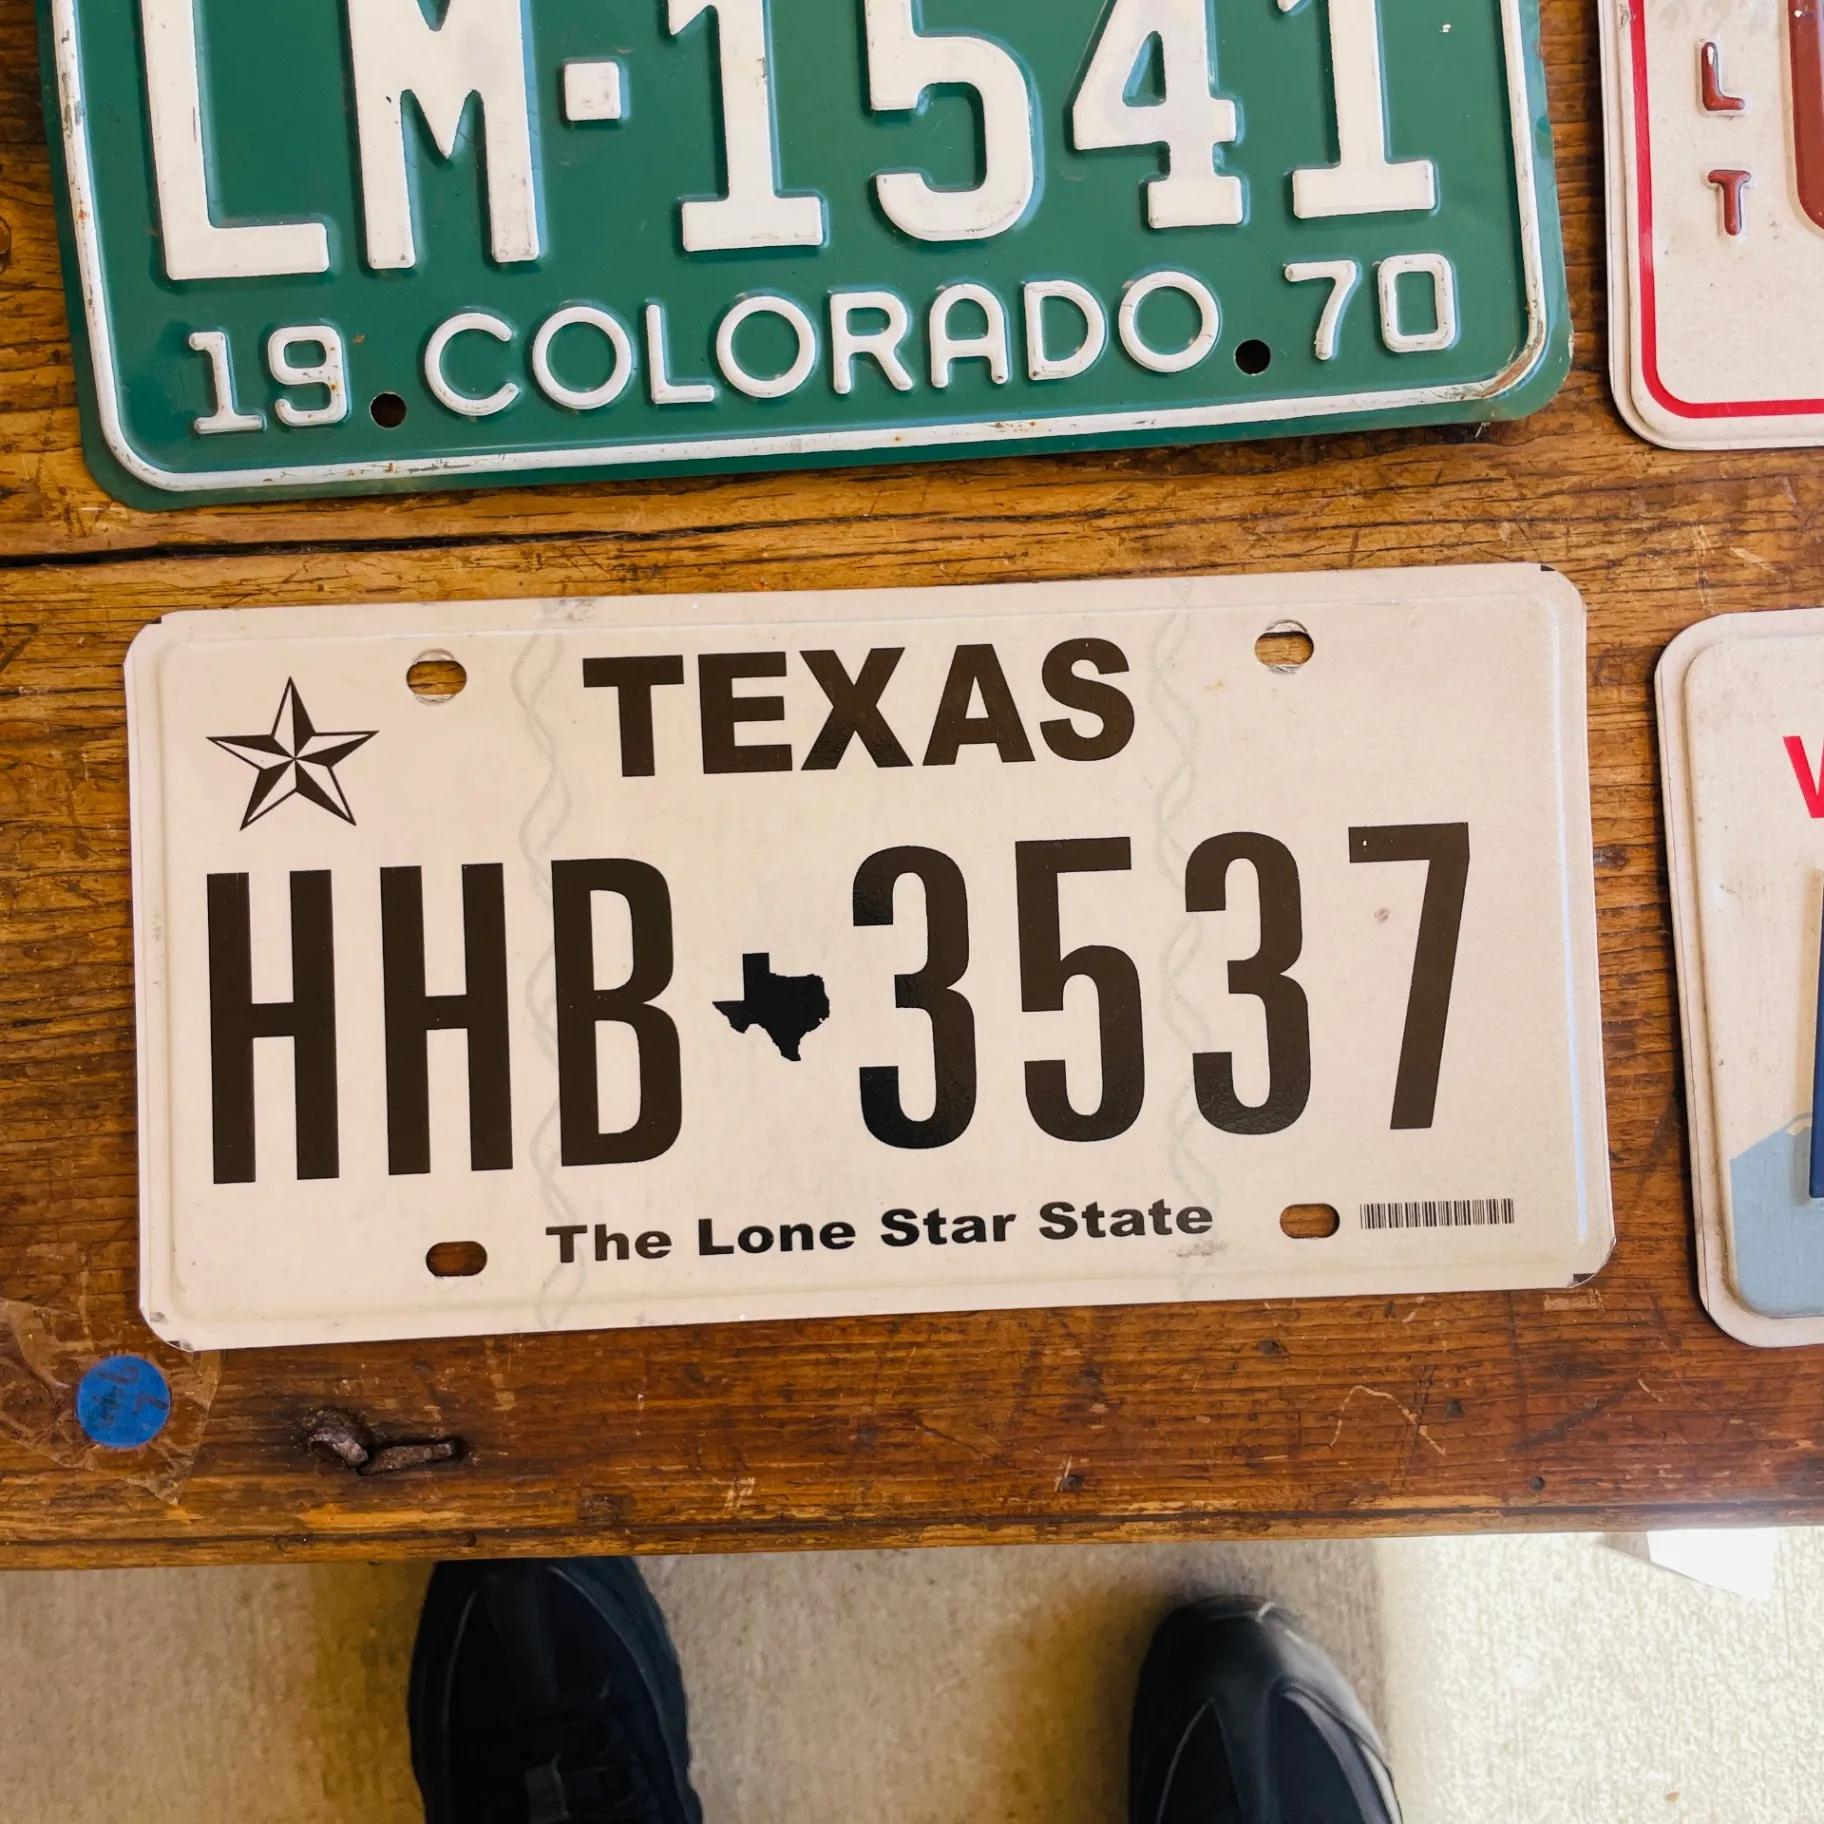 LM·1541
19 COLORADO 70
L
T
TEXAS
HHB 3537
The Lone Star State